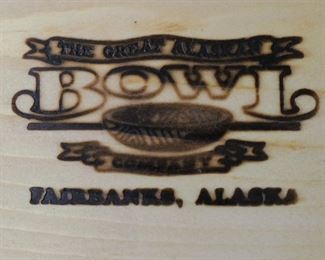 THE GREAT ALASKAN
BOWL
COMPANY
FAIRBANKS, ALASKA